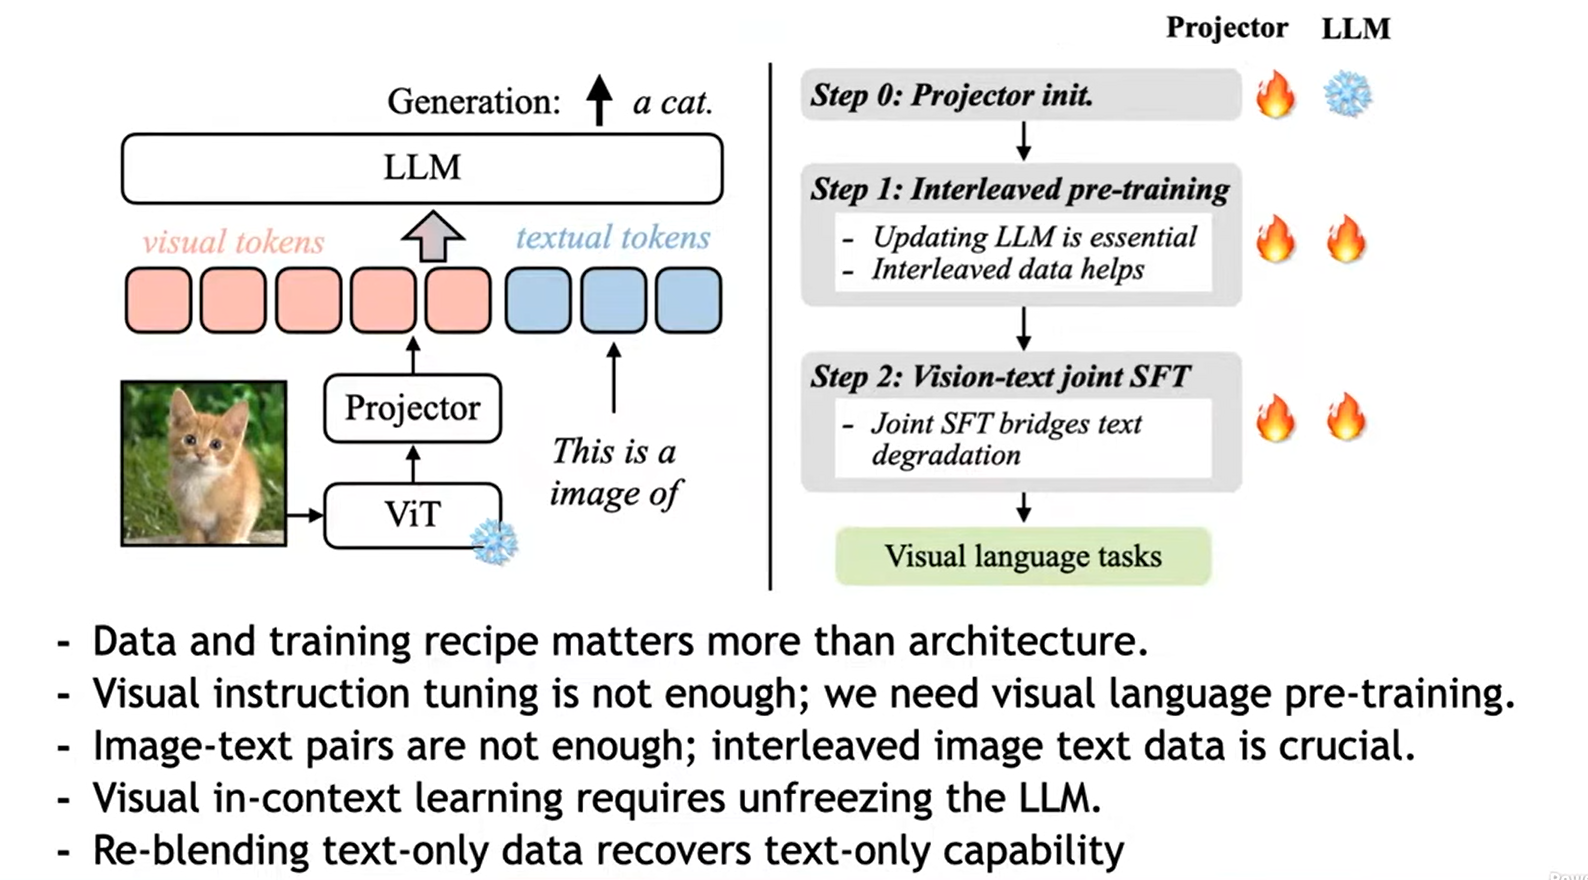 Projector LLM
Generation: a cat.
LLM
visual tokens textual tokens
Projector
ViT
This is a
image of
Step 0: Projector init.
Step 1: Interleaved pre-training
- Updating LLM is essential
- Interleaved data helps
Step 2: Vision-text joint SFT
- Joint SFT bridges text
degradation
Visual language tasks
- Data and training recipe matters more than architecture.
- Visual instruction tuning is not enough; we need visual language pre-training.
- Image-text pairs are not enough; interleaved image text data is crucial.
- Visual in-context learning requires unfreezing the LLM.
- Re-blending text-only data recovers text-only capability